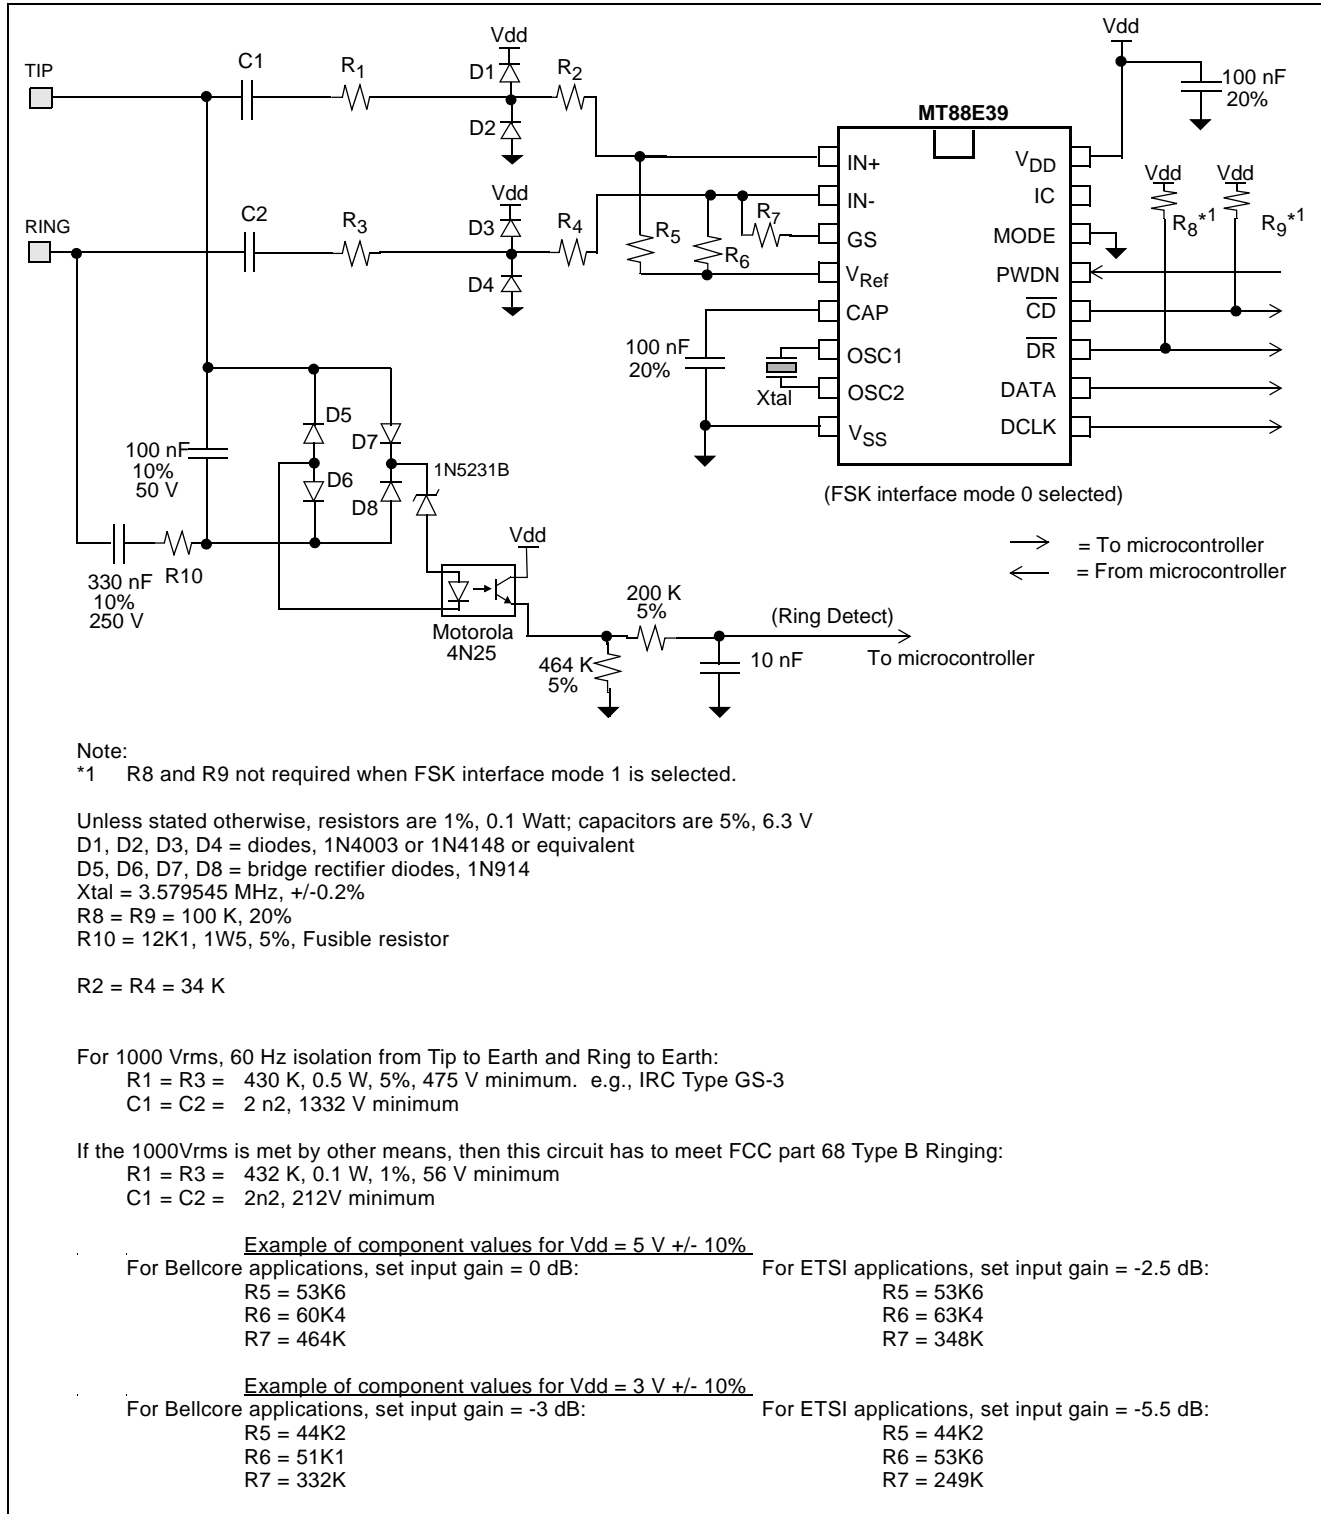 Vdd
Vdd
TIP
C1
R1
D1
R2
100 nF
20%
D2
MT88E39
IN+
VDD
Vdd
Vdd
IN-
IC
RING
C2
R3
Vdd
D3
R4
R7
R5
R6
GS
MODE
R8*1
R9*1
D4
VRef
PWDN
CAP
CD
100 nF
20%
OSC1
DR
Xtal
OSC2
DATA
VSS
DCLK
D5
D7
100 nF
10%
50 V
D6
D8
1N5231B
(FSK interface mode 0 selected)
Vdd
= To microcontroller
= From microcontroller
330 nF
10%
250 V
R10
Motorola
4N25
200 K
5%
(Ring Detect)
464 K
5%
10 nF
To microcontroller
Note:
*1 R8 and R9 not required when FSK interface mode 1 is selected.
Unless stated otherwise, resistors are 1%, 0.1 Watt; capacitors are 5%, 6.3 V
D1, D2, D3, D4 = diodes, 1N4003 or 1N4148 or equivalent
D5, D6, D7, D8 = bridge rectifier diodes, 1N914
Xtal = 3.579545 MHz, +/-0.2%
R8 = R9 = 100 K, 20%
R10 = 12K1, 1W5, 5%, Fusible resistor
R2 = R4 = 34 K
For 1000 Vrms, 60 Hz isolation from Tip to Earth and Ring to Earth:
R1 = R3 = 430 K, 0.5 W, 5%, 475 V minimum. e.g., IRC Type GS-3
C1 = C2 = 2 n2, 1332 V minimum
If the 1000Vrms is met by other means, then this circuit has to meet FCC part 68 Type B Ringing:
R1 = R3 = 432 K, 0.1 W, 1%, 56 V minimum
C1 = C2 = 2n2, 212V minimum
Example of component values for Vdd = 5 V +/- 10%
For Bellcore applications, set input gain = 0 dB:
R5 = 53K6
R6 = 60K4
R7 = 464K
For ETSI applications, set input gain = -2.5 dB:
R5 = 53K6
R6 = 63K4
R7 = 348K
Example of component values for Vdd = 3 V +/- 10%
For Bellcore applications, set input gain = -3 dB:
R5 = 44K2
R6 = 51K1
R7 = 332K
For ETSI applications, set input gain = -5.5 dB:
R5 = 44K2
R6 = 53K6
R7 = 249K